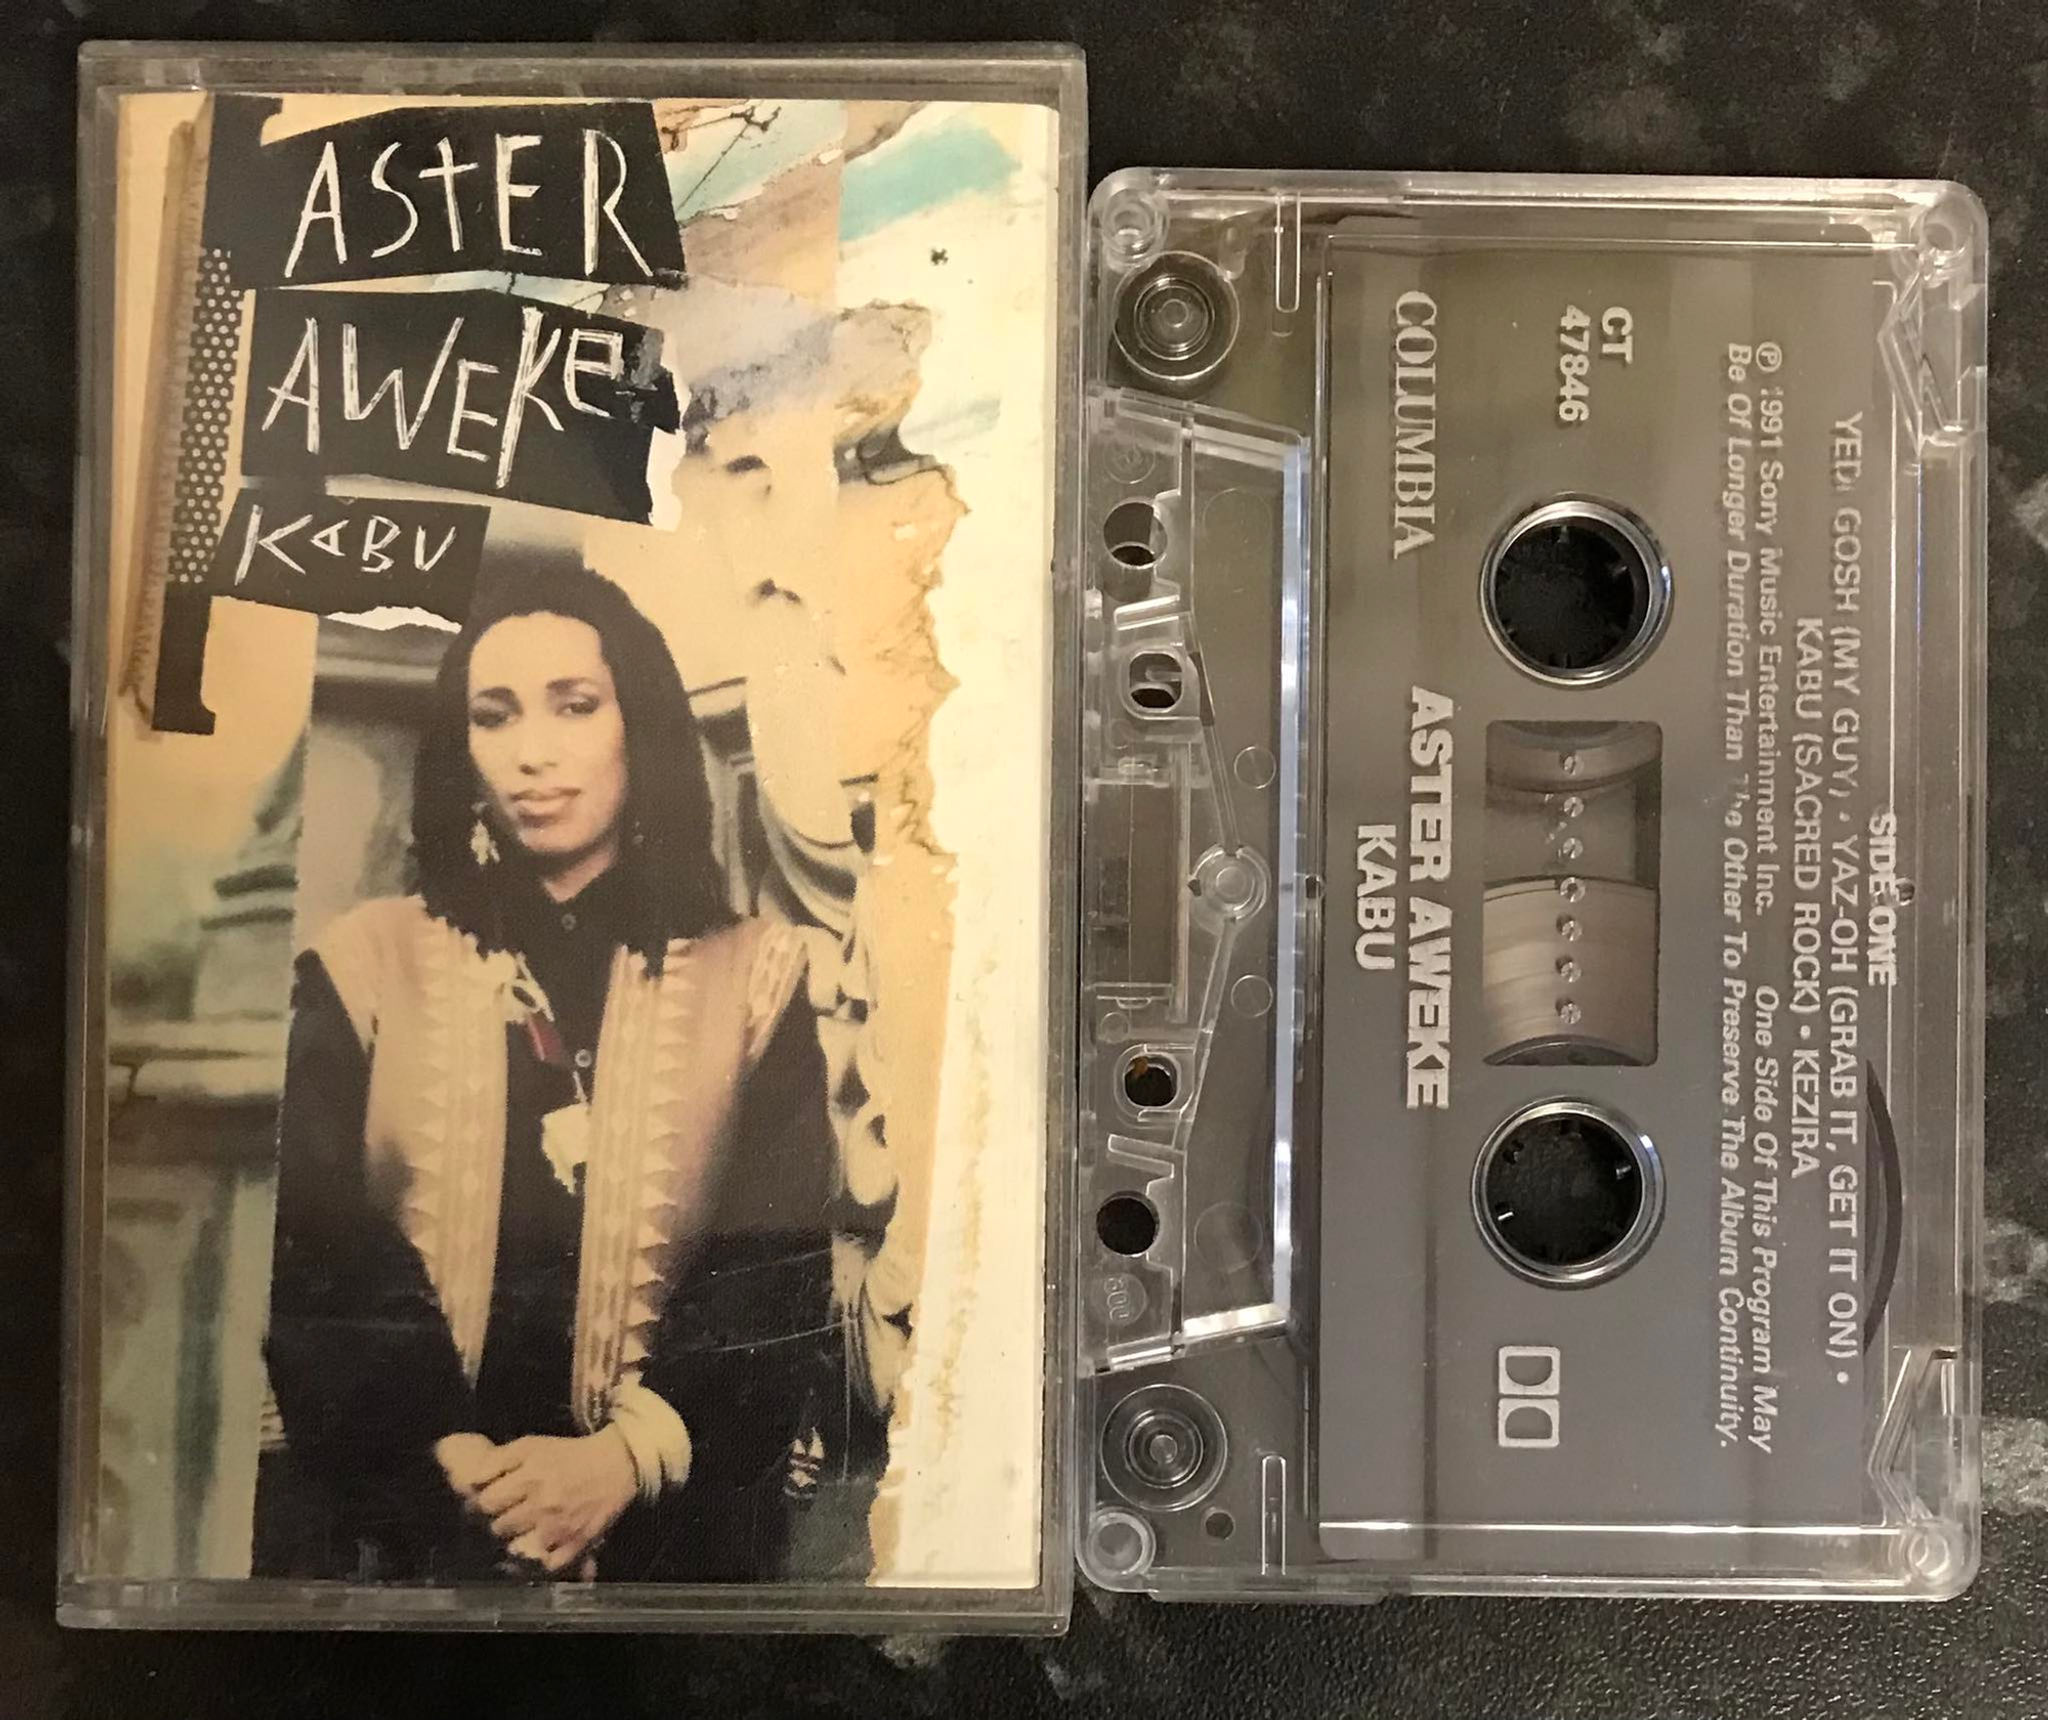 ASTER
AWEKE
KABU
SIDE ONE
YEDI GOSH (MY GUY) • YAZ-OH (GRAB IT, GET IT ON) •
KABU (SACRED ROCK) • KEZIRA
℗ 1991 Sony Music Entertainment Inc. One Side Of This Program May
Be Of Longer Duration Than The Other To Preserve The Album Continuity.
CT
47846
COLUMBIA
ASTER AWEKE
KABU
500